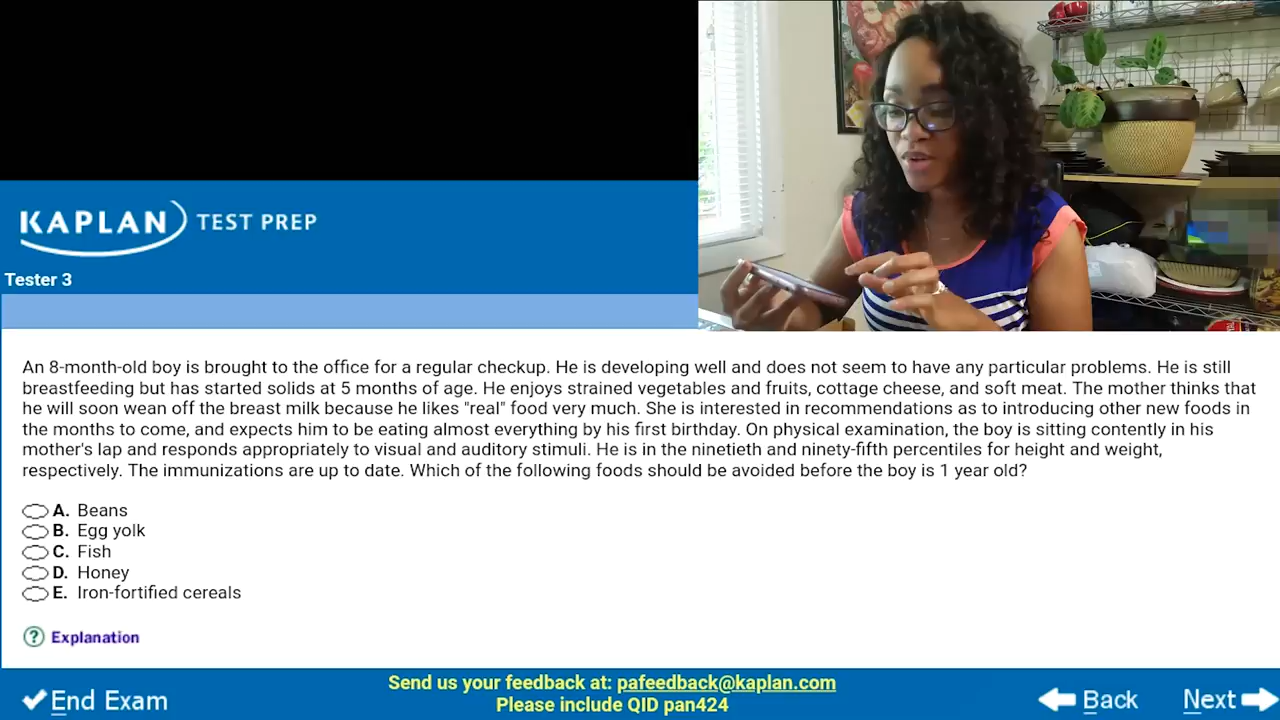 KAPLAN TEST PREP
Tester 3
An 8-month-old boy is brought to the office for a regular checkup. He is developing well and does not seem to have any particular problems. He is still
breastfeeding but has started solids at 5 months of age. He enjoys strained vegetables and fruits, cottage cheese, and soft meat. The mother thinks that
he will soon wean off the breast milk because he likes "real" food very much. She is interested in recommendations as to introducing other new foods in
the months to come, and expects him to be eating almost everything by his first birthday. On physical examination, the boy is sitting contently in his
mother's lap and responds appropriately to visual and auditory stimuli. He is in the ninetieth and ninety-fifth percentiles for height and weight,
respectively. The immunizations are up to date. Which of the following foods should be avoided before the boy is 1 year old?
A. Beans
B. Egg yolk
C. Fish
D. Honey
E. Iron-fortified cereals
? Explanation
End Exam
Send us your feedback at: pafeedback@kaplan.com
Please include QID pan424
Back
Next